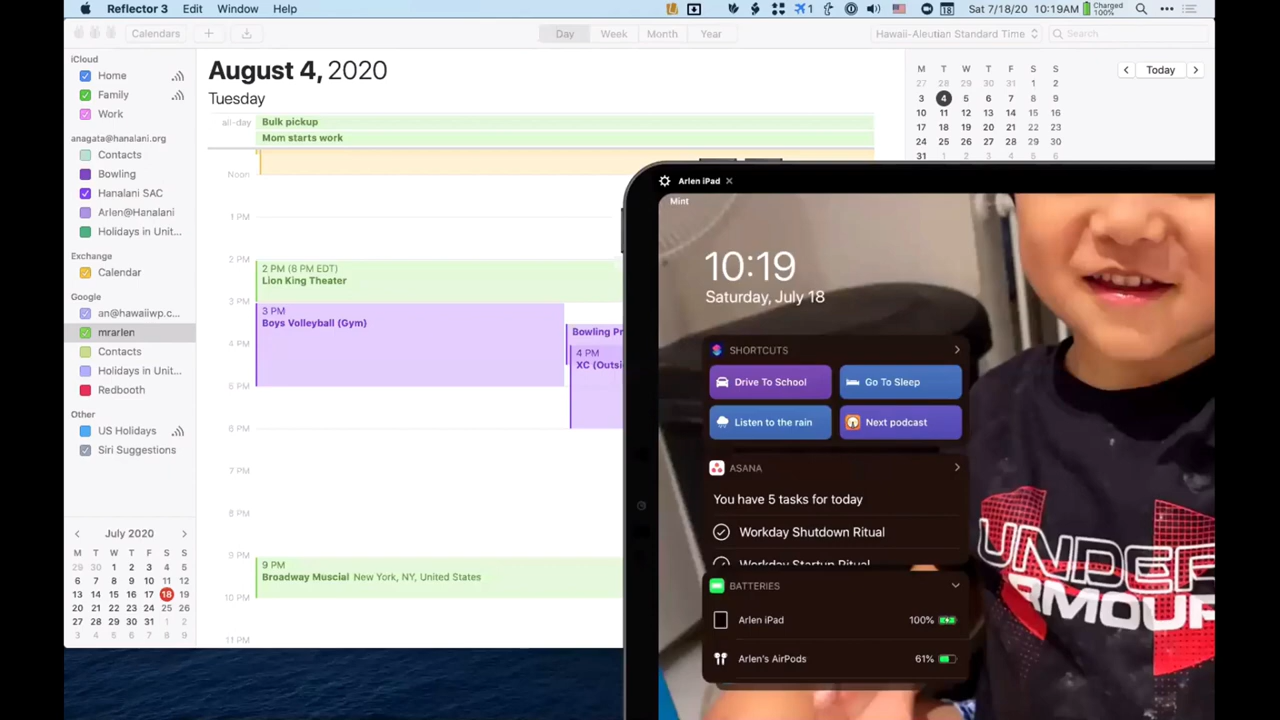 Reflector 3 Edit Window Help
1 Sat 7/18/20 10:19AM Charged 100%
18
Calendars + Day Week Month Year Hawaii-Aleutian Standard Time Search
iCloud
Home
Family
Work
anagata@hanalani.org
Contacts
Bowling
Hanalani SAC
Arlen@Hanalani
Holidays in Unit...
Exchange
Calendar
Google
an@hawaiiwp.c...
mrarlen
Contacts
Holidays in Unit...
Redbooth
Other
US Holidays
Siri Suggestions
July 2020
M T W T F S S
29 30 1 2 3 4 5
6 7 8 9 10 11 12
13 14 15 16 17 18 19
20 21 22 23 24 25 26
27 28 29 30 31 1 2
3 4 5 6 7 8 9
August 4, 2020
Tuesday
all-day
Bulk pickup
Mom starts work
Noon
1 PM
2 PM
2 PM (8 PM EDT)
Lion King Theater
3 PM
3 PM
Boys Volleyball (Gym)
Bowling Pr
4 PM
4 PM
XC (Outsi
5 PM
6 PM
7 PM
8 PM
9 PM
9 PM
Broadway Muscial New York, NY, United States
10 PM
11 PM
M T W T F S S
27 28 29 30 31 1 2
3 4 5 6 7 8 9
10 11 12 13 14 15 16
17 18 19 20 21 22 23
24 25 26 27 28 29 30
31 1 2 3 4 5 6
Today
Arlen iPad
Mint
10:19
Saturday, July 18
SHORTCUTS
Drive To School
Go To Sleep
Listen to the rain
Next podcast
ASANA
You have 5 tasks for today
Workday Shutdown Ritual
Workday Startup Ritual
BATTERIES
Arlen iPad 100%
Arlen's AirPods 61%
UNDER
ARMOUR